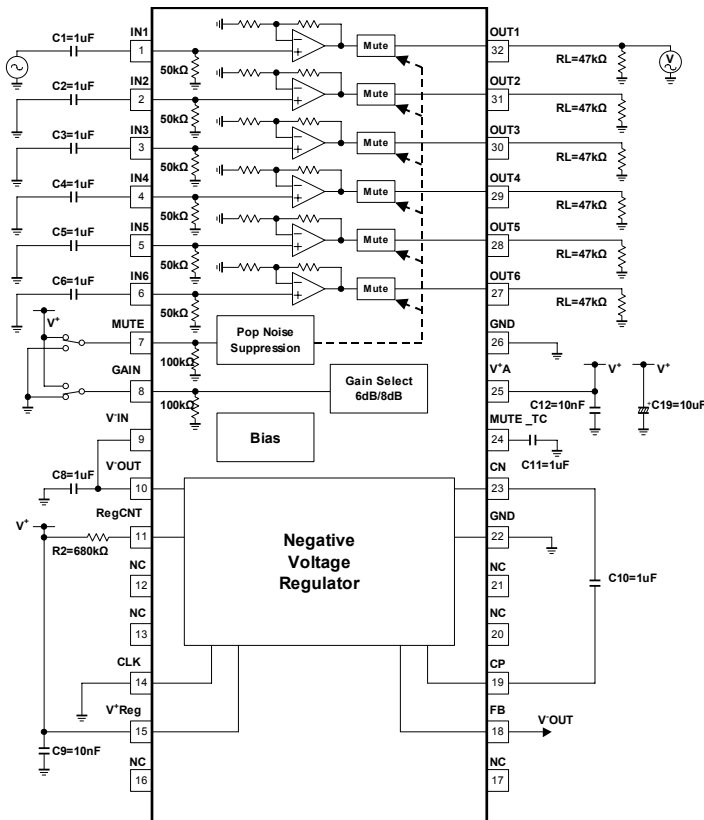 IN1
C1=1uF
1
50kΩ
Mute
OUT1
32
RL=47kΩ
V
IN2
C2=1uF
2
50kΩ
Mute
OUT2
31
RL=47kΩ
IN3
C3=1uF
3
50kΩ
Mute
OUT3
30
RL=47kΩ
IN4
C4=1uF
4
50kΩ
Mute
OUT4
29
RL=47kΩ
IN5
C5=1uF
5
50kΩ
Mute
OUT5
28
RL=47kΩ
IN6
C6=1uF
6
50kΩ
Mute
OUT6
27
RL=47kΩ
V⁺
MUTE
7
100kΩ
Pop Noise
Suppression
GND
26
GAIN
8
100kΩ
Gain Select
6dB/8dB
V⁺A
25
V⁺
V⁺
C12=10nF
+
C19=10uF
V⁻IN
9
Bias
MUTE _TC
24
C11=1uF
V⁻OUT
C8=1uF
10
CN
23
V⁺
RegCNT
R2=680kΩ
11
Negative
Voltage
Regulator
GND
22
NC
12
NC
21
C10=1uF
NC
13
NC
20
CLK
14
CP
19
V⁺Reg
15
C9=10nF
FB
18
V⁻OUT
NC
16
NC
17